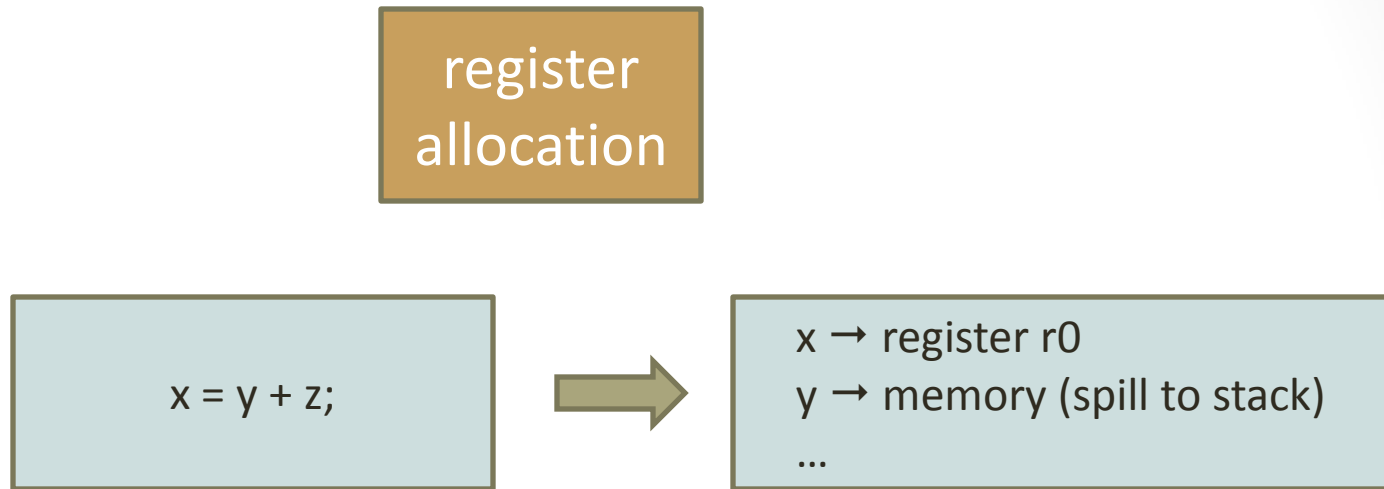 register
allocation
x = y + z;
x → register r0
y → memory (spill to stack)
…